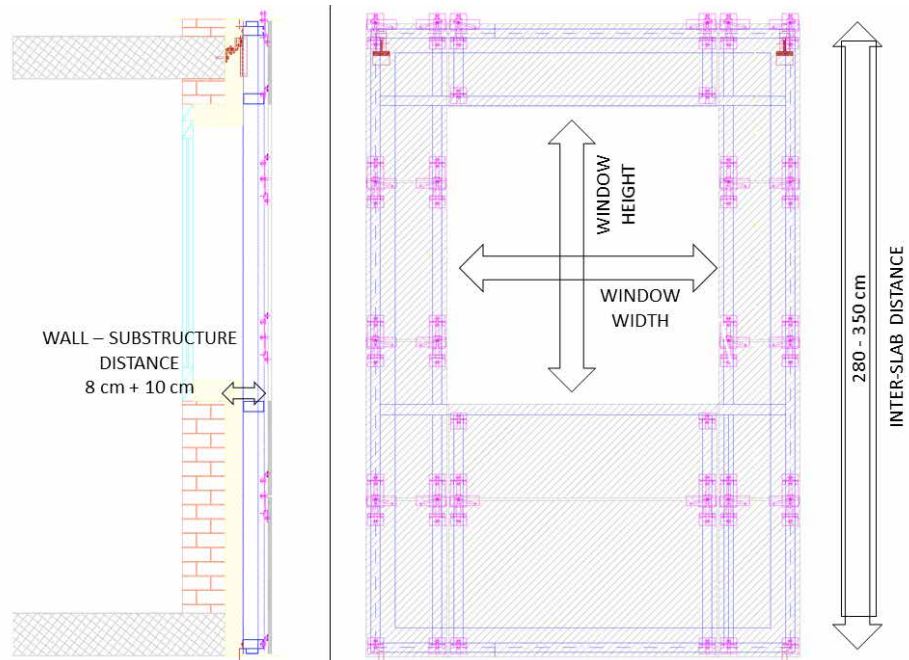 WALL – SUBSTRUCTURE
DISTANCE
8 cm + 10 cm
WINDOW
HEIGHT
WINDOW
WIDTH
280 - 350 cm
INTER-SLAB DISTANCE